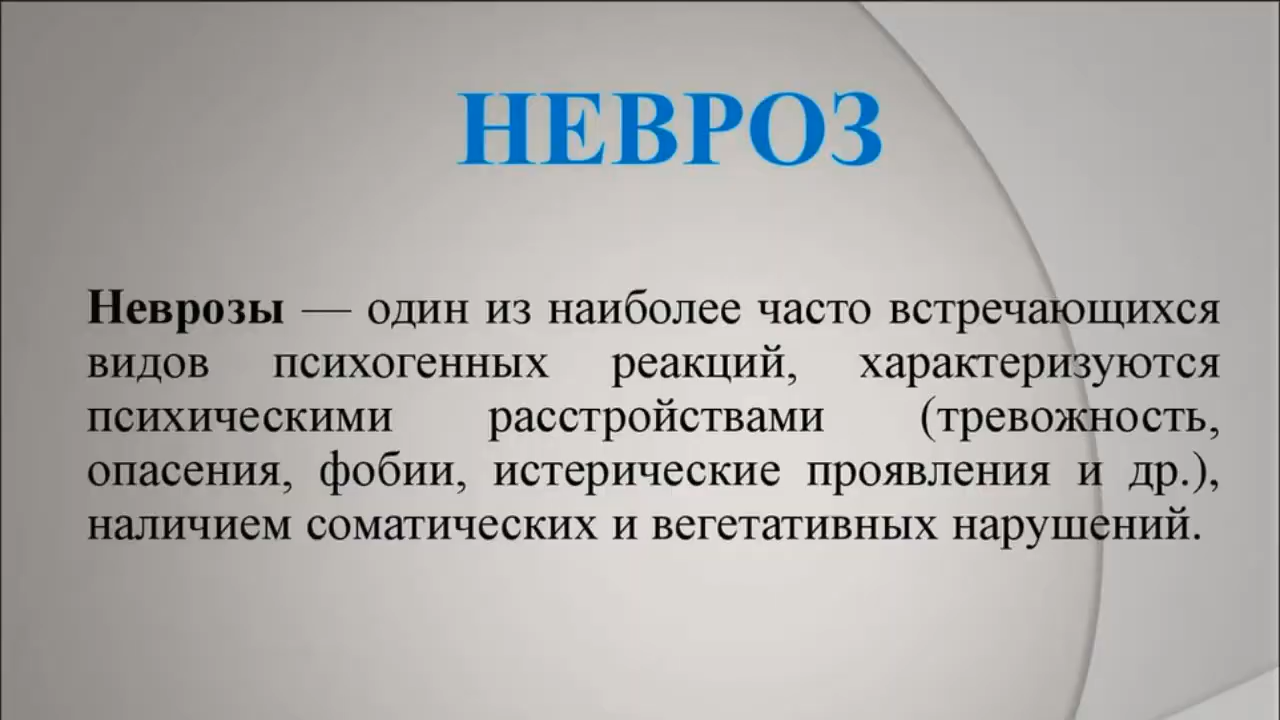 НЕВРОЗ
Неврозы — один из наиболее часто встречающихся
видов психогенных реакций, характеризуются
психическими расстройствами (тревожность,
опасения, фобии, истерические проявления и др.),
наличием соматических и вегетативных нарушений.